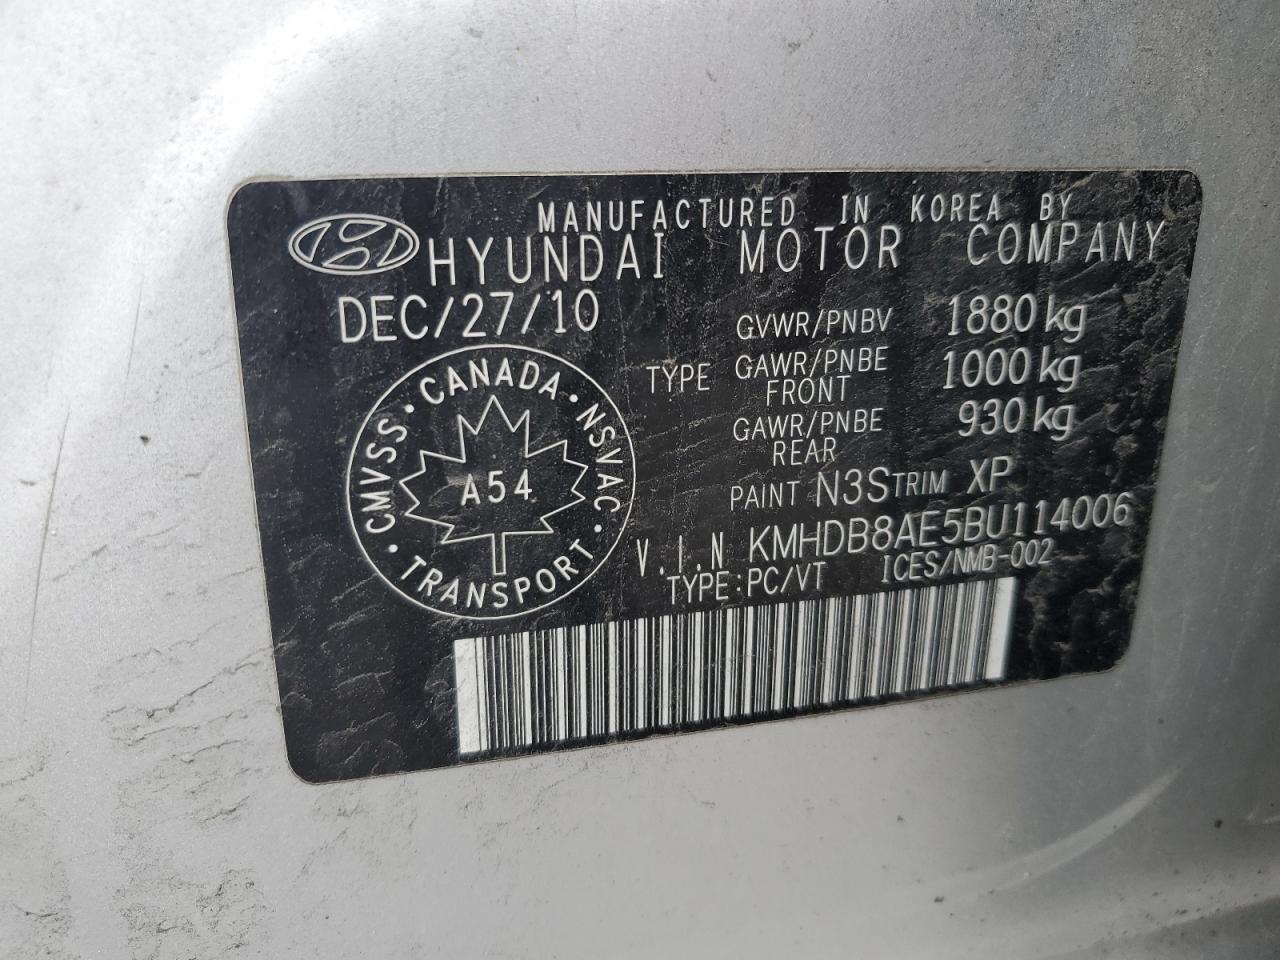 MANUFACTURED IN KOREA BY
HYUNDAI MOTOR COMPANY
DEC/27/10
GVWR/PNBV 1880 kg
TYPE GAWR/PNBE FRONT 1000 kg
GAWR/PNBE REAR 930 kg
PAINT N3S TRIM XP
V.I.N KMHDB8AE5BU114006
TYPE:PC/VT ICES/NMB-002
CMVSS · CANADA · NSVAC · TRANSPORT ·
A54